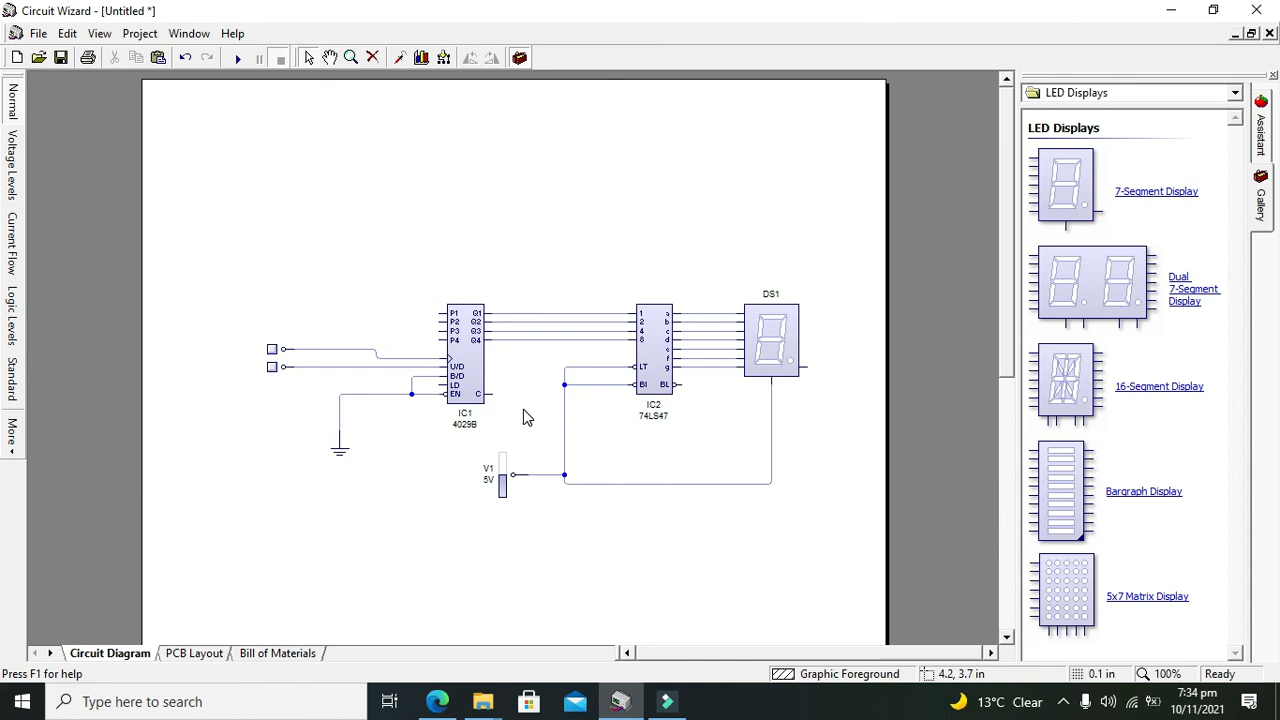 Circuit Wizard - [Untitled *]
File Edit View Project Window Help
Normal
Voltage Levels
Current Flow
Logic Levels
Standard
More
LED Displays
LED Displays
7-Segment Display
Dual
7-Segment
Display
16-Segment Display
Bargraph Display
5x7 Matrix Display
Assistant
Gallery
DS1
P1 Q1
P2 Q2
P3 Q3
P4 Q4
U/D
B/D
LD
EN C
IC1
4029B
1 a
2 b
4 c
8 d
e
f
LT g
BI BL
IC2
74LS47
V1
5V
Circuit Diagram PCB Layout Bill of Materials
Press F1 for help
Graphic Foreground 4.2, 3.7 in 0.1 in 100% Ready
Type here to search
13°C Clear
7:34 pm
10/11/2021